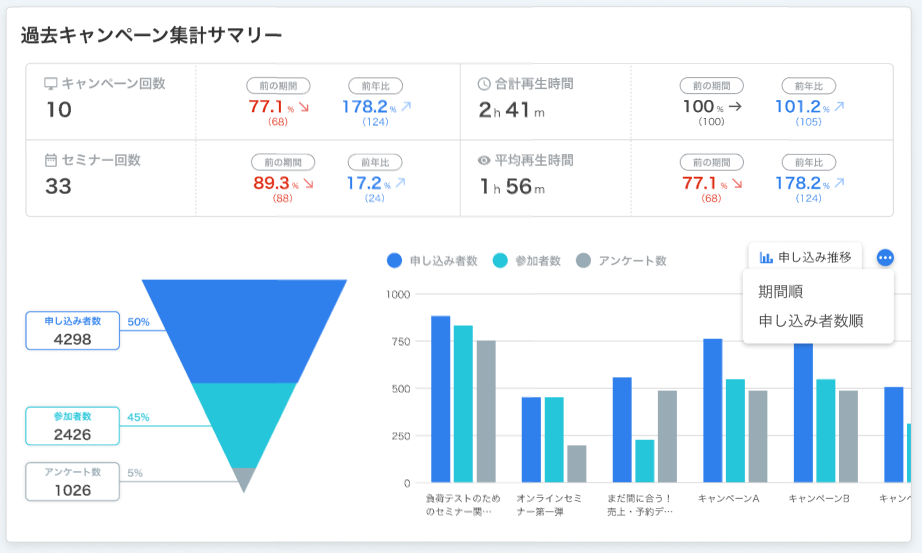 過去キャンペーン集計サマリー
キャンペーン回数
10
前の期間
77.1 %
(68)
前年比
178.2 %
(124)
合計再生時間
2 h 41 m
前の期間
100 %
(100)
前年比
101.2 %
(105)
セミナー回数
33
前の期間
89.3 %
(88)
前年比
17.2 %
(24)
平均再生時間
1 h 56 m
前の期間
77.1 %
(68)
前年比
178.2 %
(124)
申し込み者数
参加者数
アンケート数
申し込み推移
期間順
申し込み者数順
申し込み者数
4298
50%
参加者数
2426
45%
アンケート数
1026
5%
1000
750
500
250
0
負荷テストのため
のセミナー関…
オンラインセミ
ナー第一弾
まだ間に合う！
売上・予約デ…
キャンペーンA
キャンペーンB
キャンペ